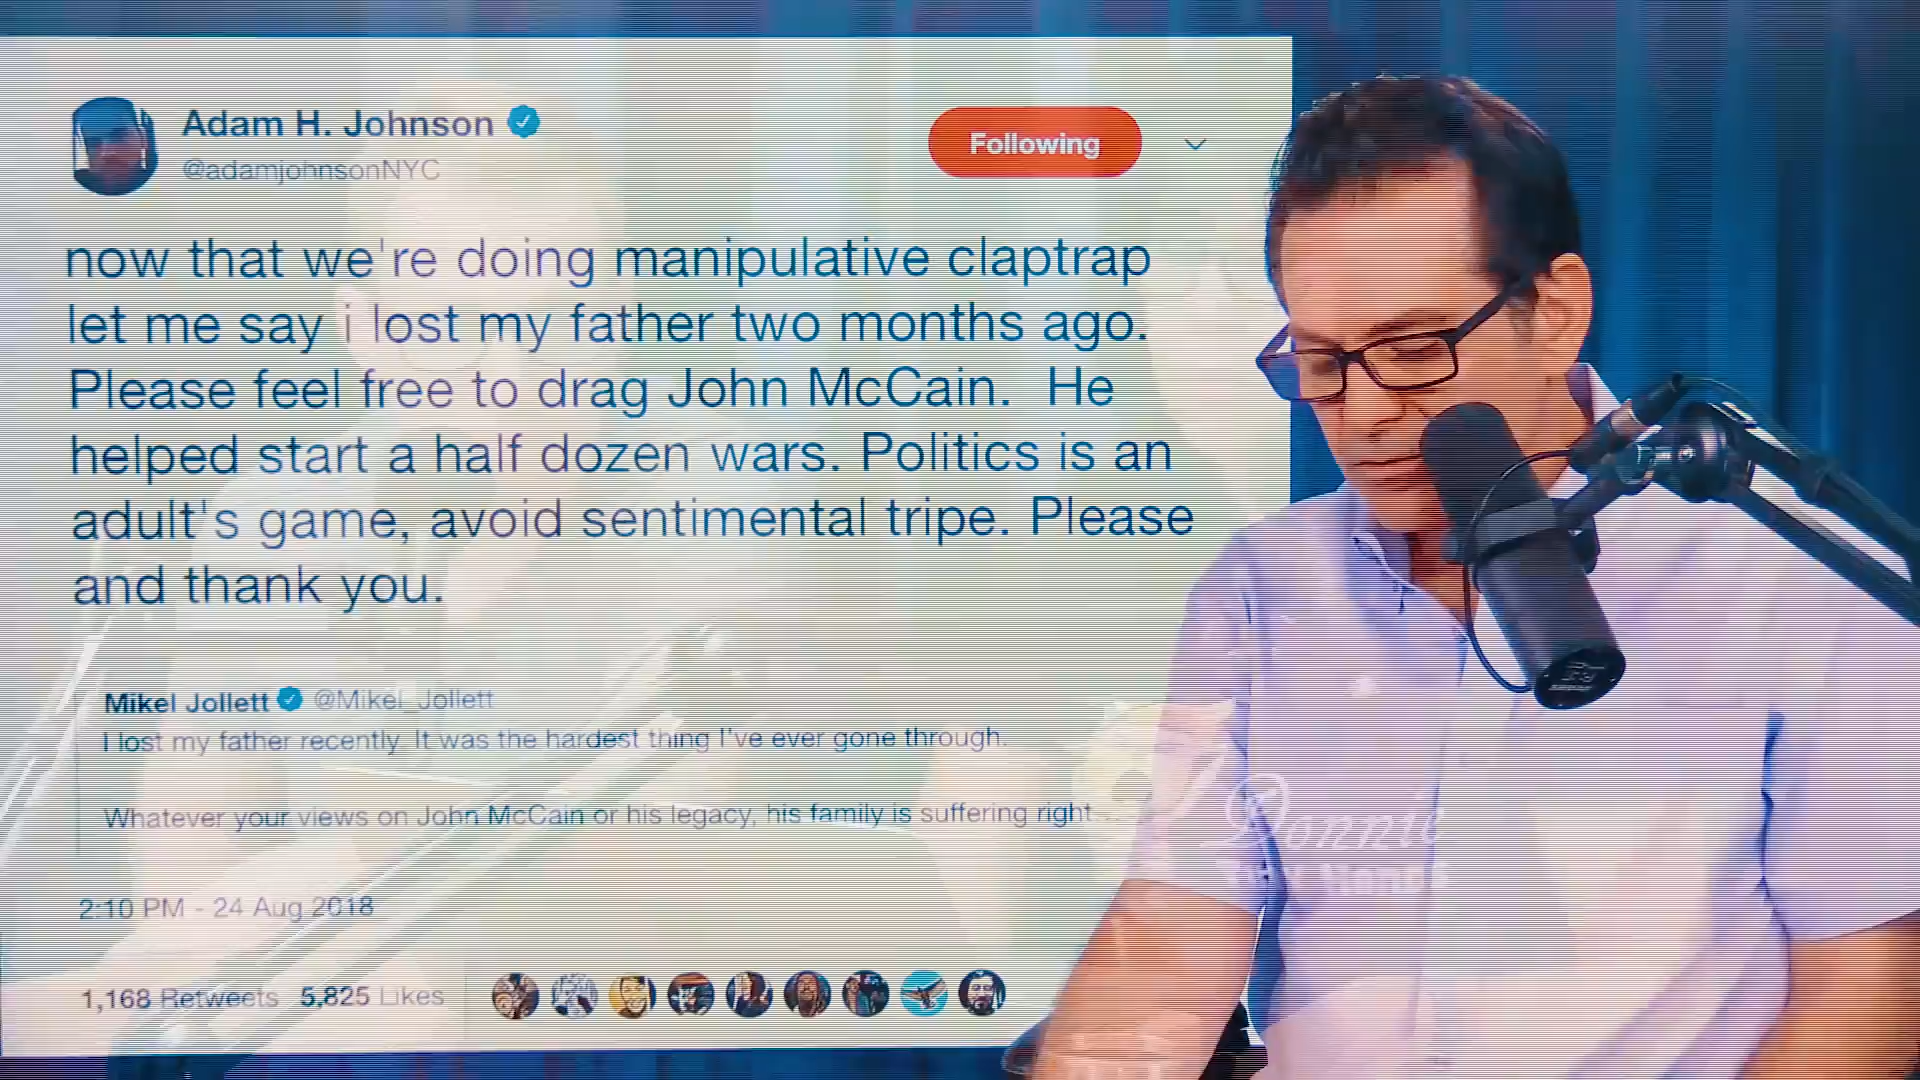 Adam H. Johnson
@adamjohnsonNYC
Following
now that we're doing manipulative claptrap
let me say i lost my father two months ago.
Please feel free to drag John McCain. He
helped start a half dozen wars. Politics is an
adult's game, avoid sentimental tripe. Please
and thank you.
Mikel Jollett @Mikel_Jollett
I lost my father recently. It was the hardest thing I've ever gone through.
Whatever your views on John McCain or his legacy, his family is suffering right...
2:10 PM - 24 Aug 2018
1,168 Retweets 5,825 Likes
Donnie
Tiny Hands